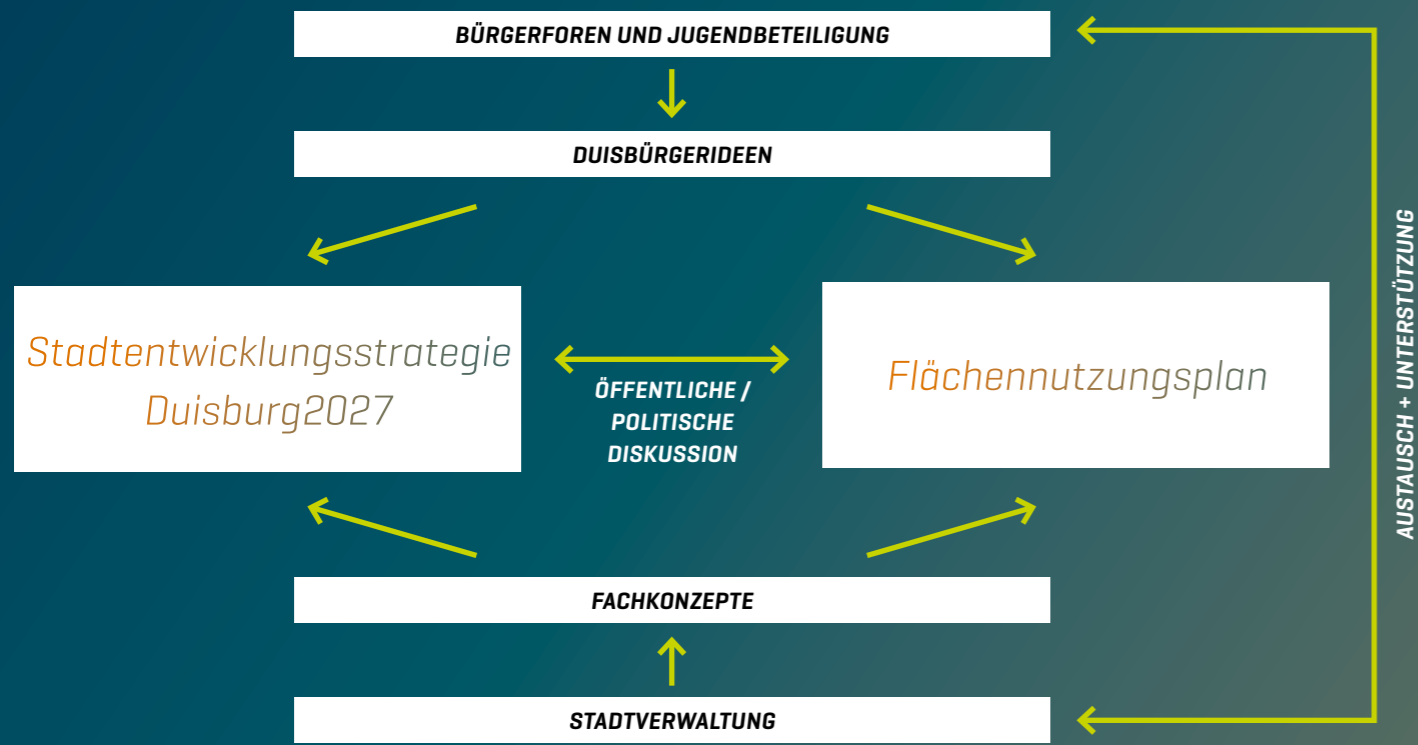 BÜRGERFOREN UND JUGENDBETEILIGUNG
DUISBÜRGERIDEEN
Stadtentwicklungsstrategie
Duisburg2027
ÖFFENTLICHE /
POLITISCHE
DISKUSSION
Flächennutzungsplan
AUSTAUSCH + UNTERSTÜTZUNG
FACHKONZEPTE
STADTVERWALTUNG